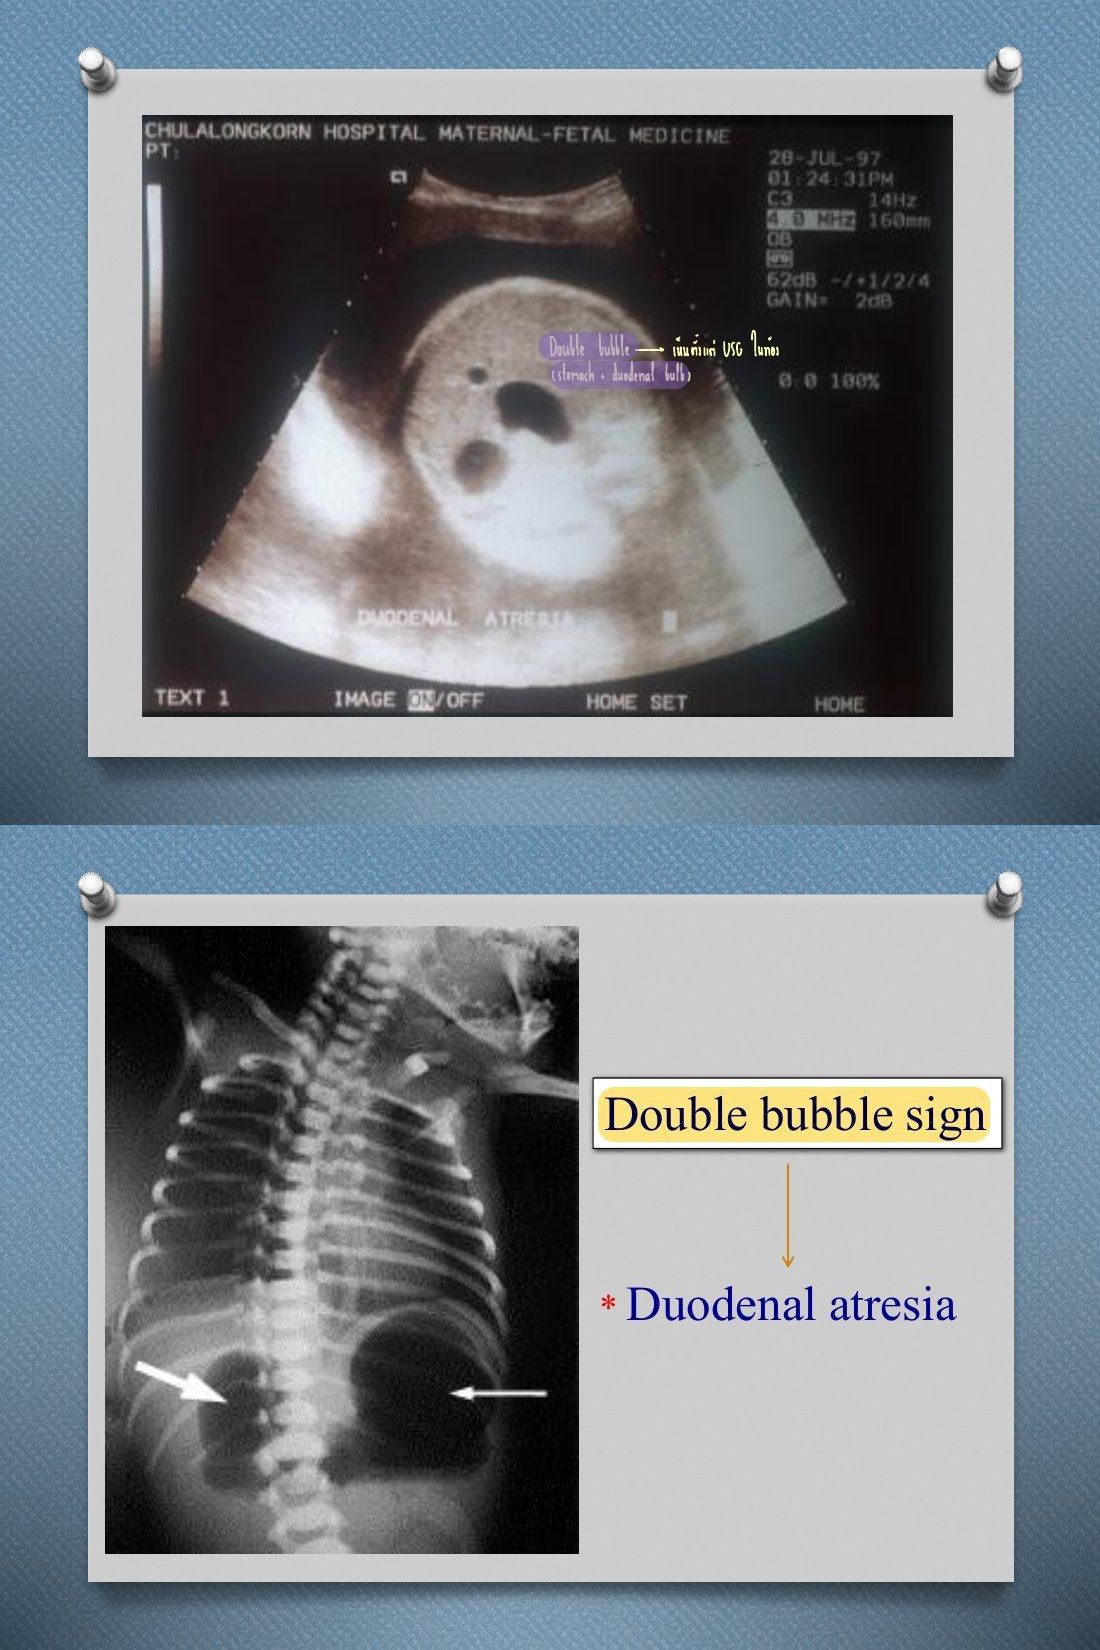 CHULALONGKORN HOSPITAL MATERNAL-FETAL MEDICINE
PT:
28-JUL-97
01:24:31PM
C3 14Hz
4.0 MHz 160mm
OB
62dB -/+1/2/4
GAIN= 2dB
0:0 100%
Double bubble → เห็นตั้งแต่ USG ในท้อง
(stomach + duodenal bulb)
DUODENAL ATRESIA
TEXT 1 IMAGE ON/OFF HOME SET HOME
Double bubble sign
* Duodenal atresia